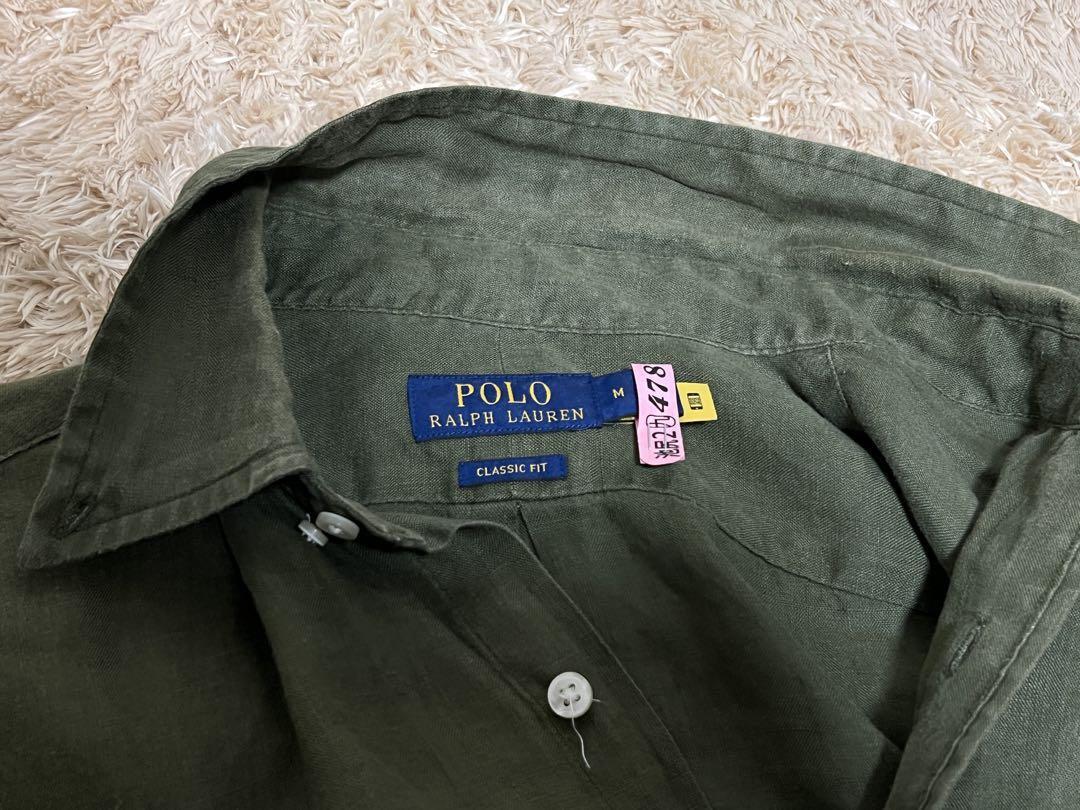 POLO
RALPH LAUREN
M
CLASSIC FIT
478